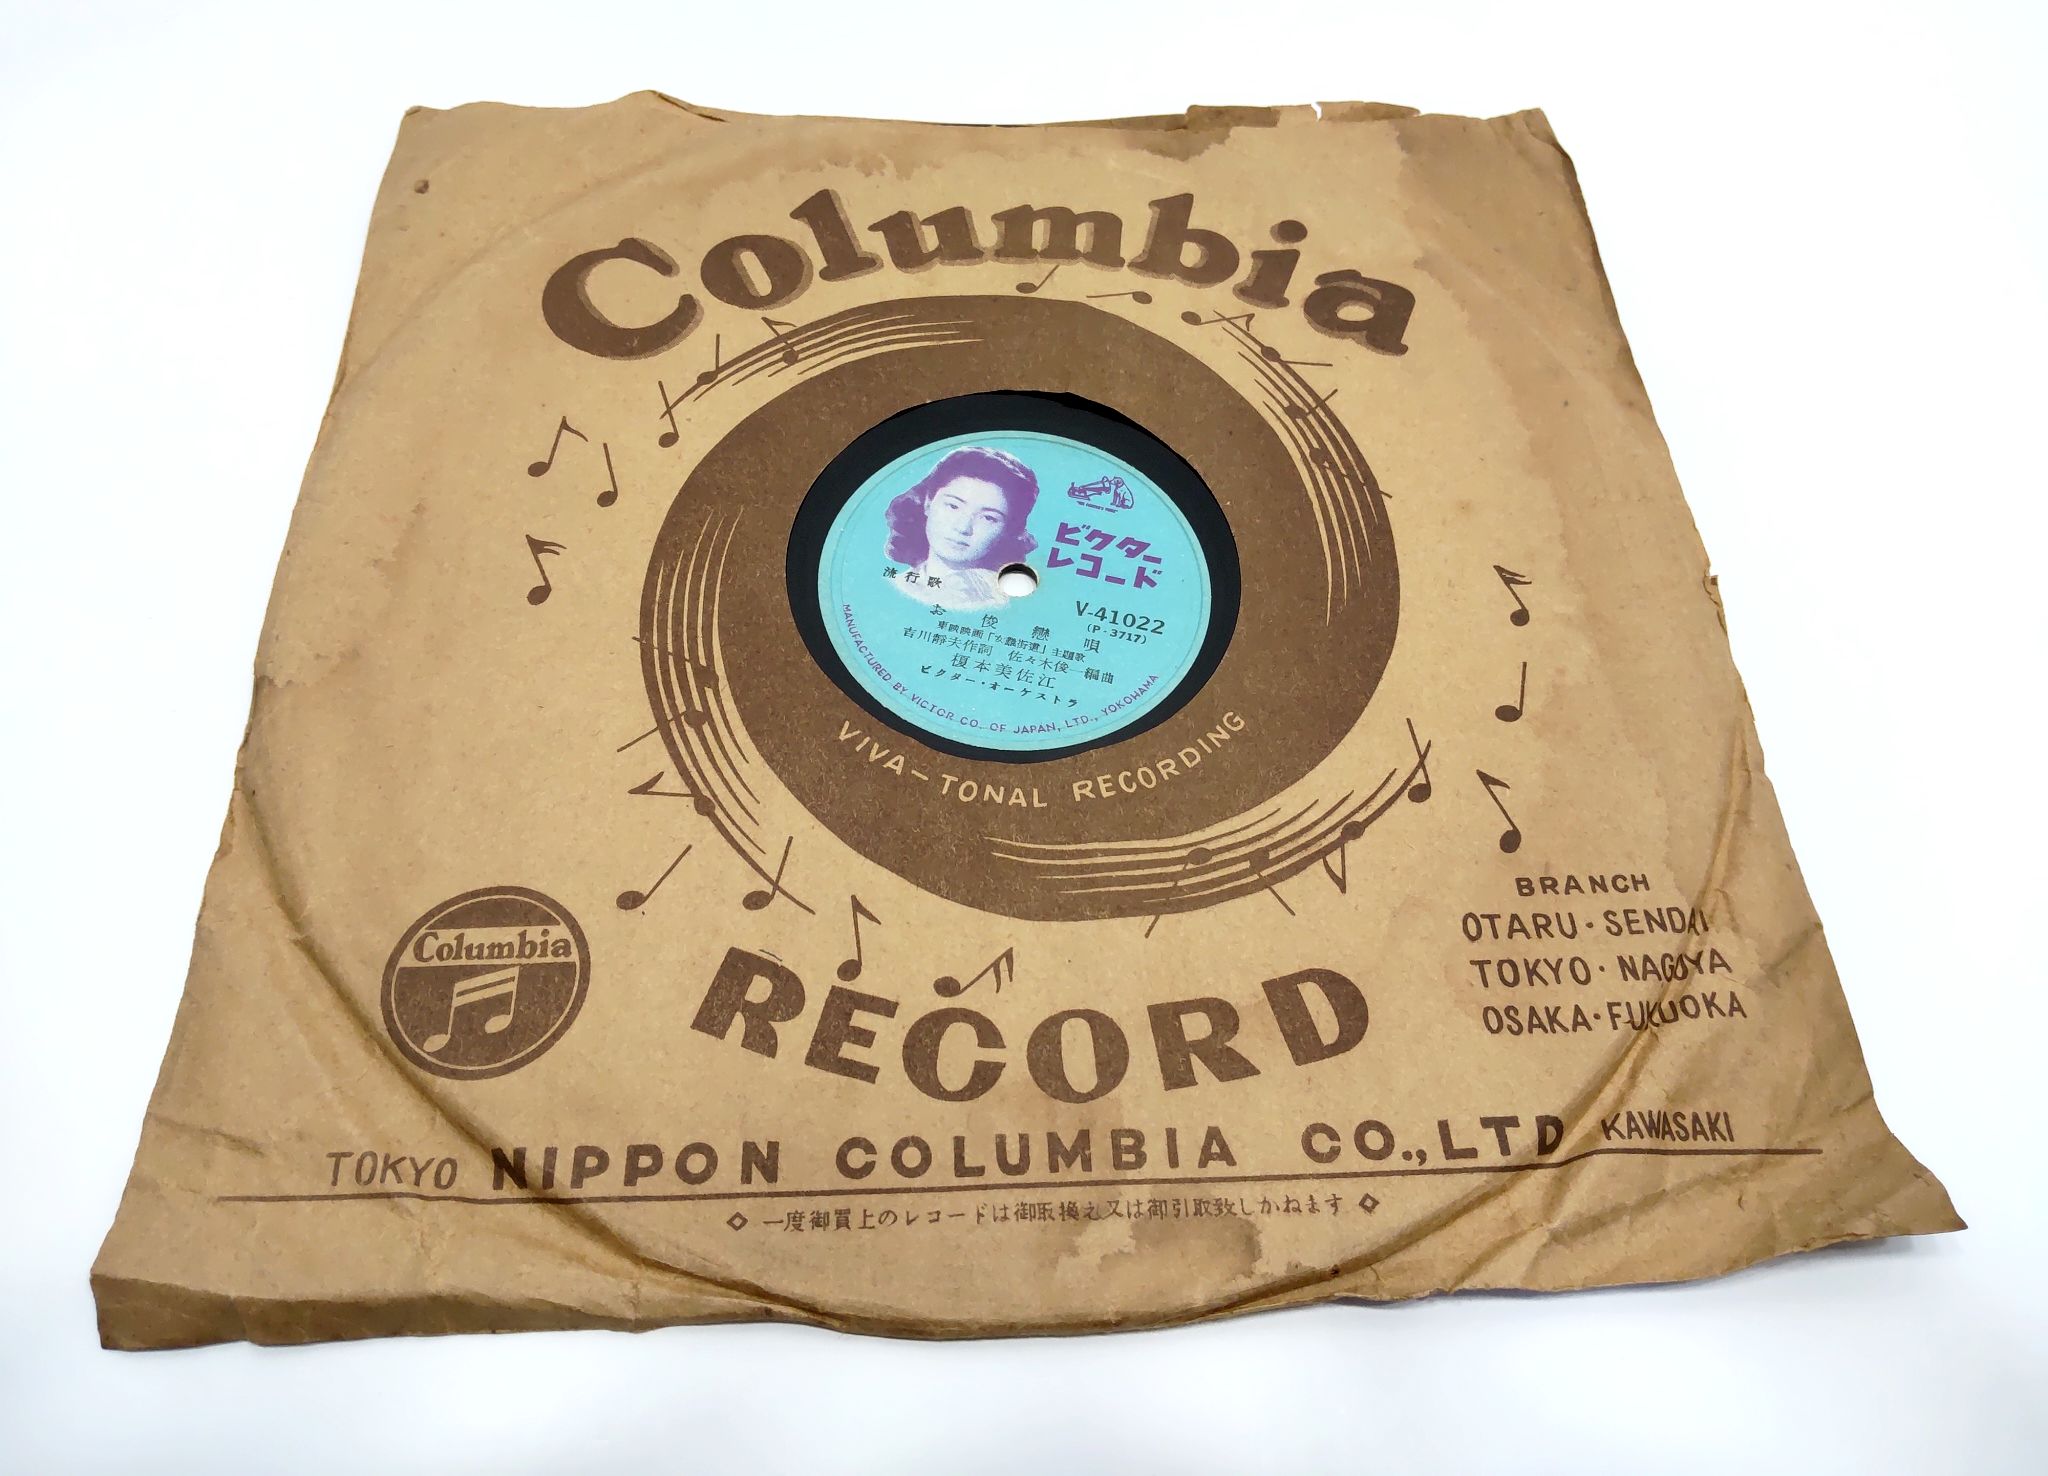 Columbia
ビクター
レコード
流行歌
V-41022
(P・3717)
お俊戀唄
東映映画「女難街道」主題歌
吉川靜夫作詞 佐々木俊一編曲
榎本美佐江
ビクター・オーケストラ
MANUFACTURED BY VICTOR CO. OF JAPAN, LTD., YOKOHAMA
VIVA-TONAL RECORDING
BRANCH
OTARU・SENDAI
TOKYO・NAGOYA
OSAKA・FUKUOKA
Columbia
RECORD
TOKYO NIPPON COLUMBIA CO.,LTD KAWASAKI
◇ 一度御買上のレコードは御取換え又は御引取致しかねます ◇